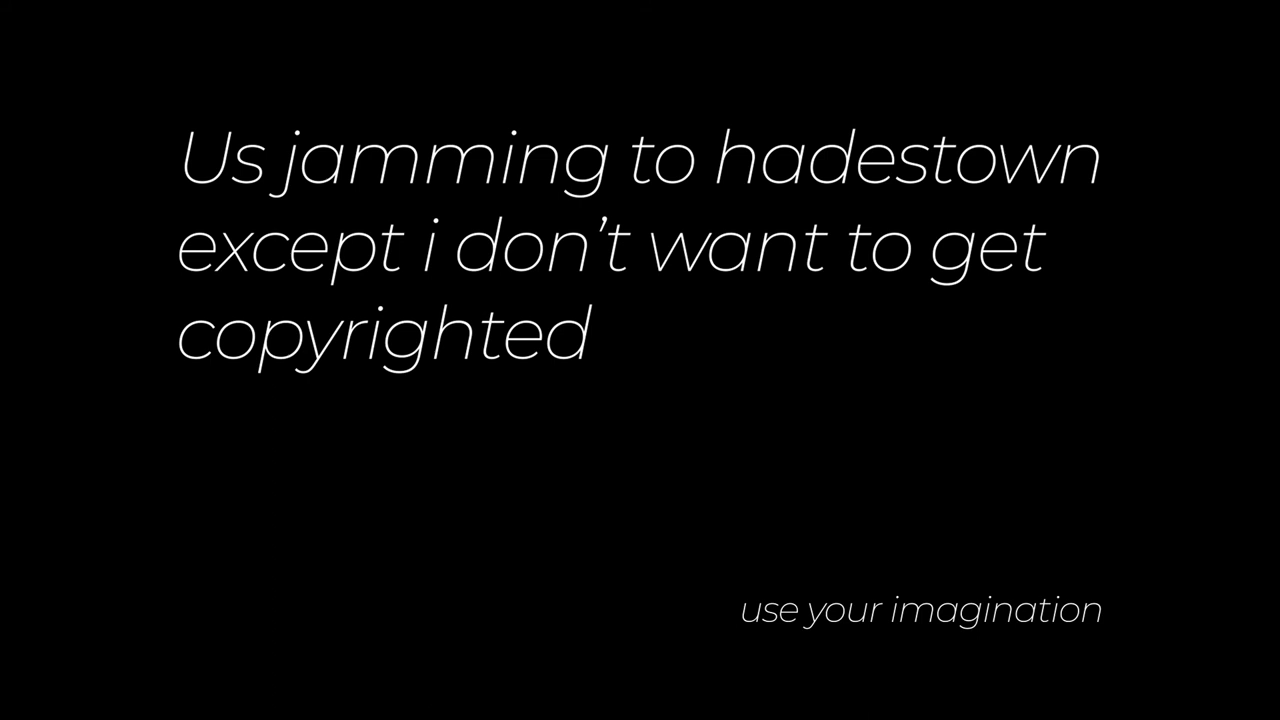 Us jamming to hadestown
except i don’t want to get
copyrighted
use your imagination